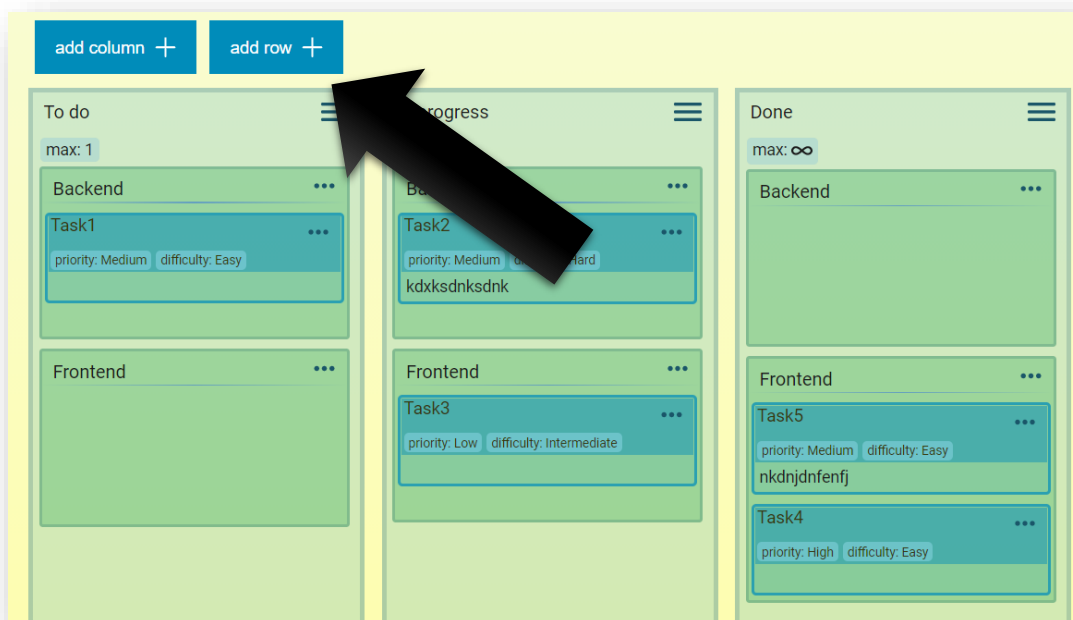 add column
add row
To do
max: 1
Backend
Task1
priority: Medium difficulty: Easy
Frontend
Backend
Task2
priority: Medium
kdxksdnksdnk
Frontend
Task3
priority: Low difficulty: Intermediate
Done
max: ∞
Backend
Frontend
Task5
priority: Medium difficulty: Easy
nkdnjdnfenfj
Task4
priority: High difficulty: Easy